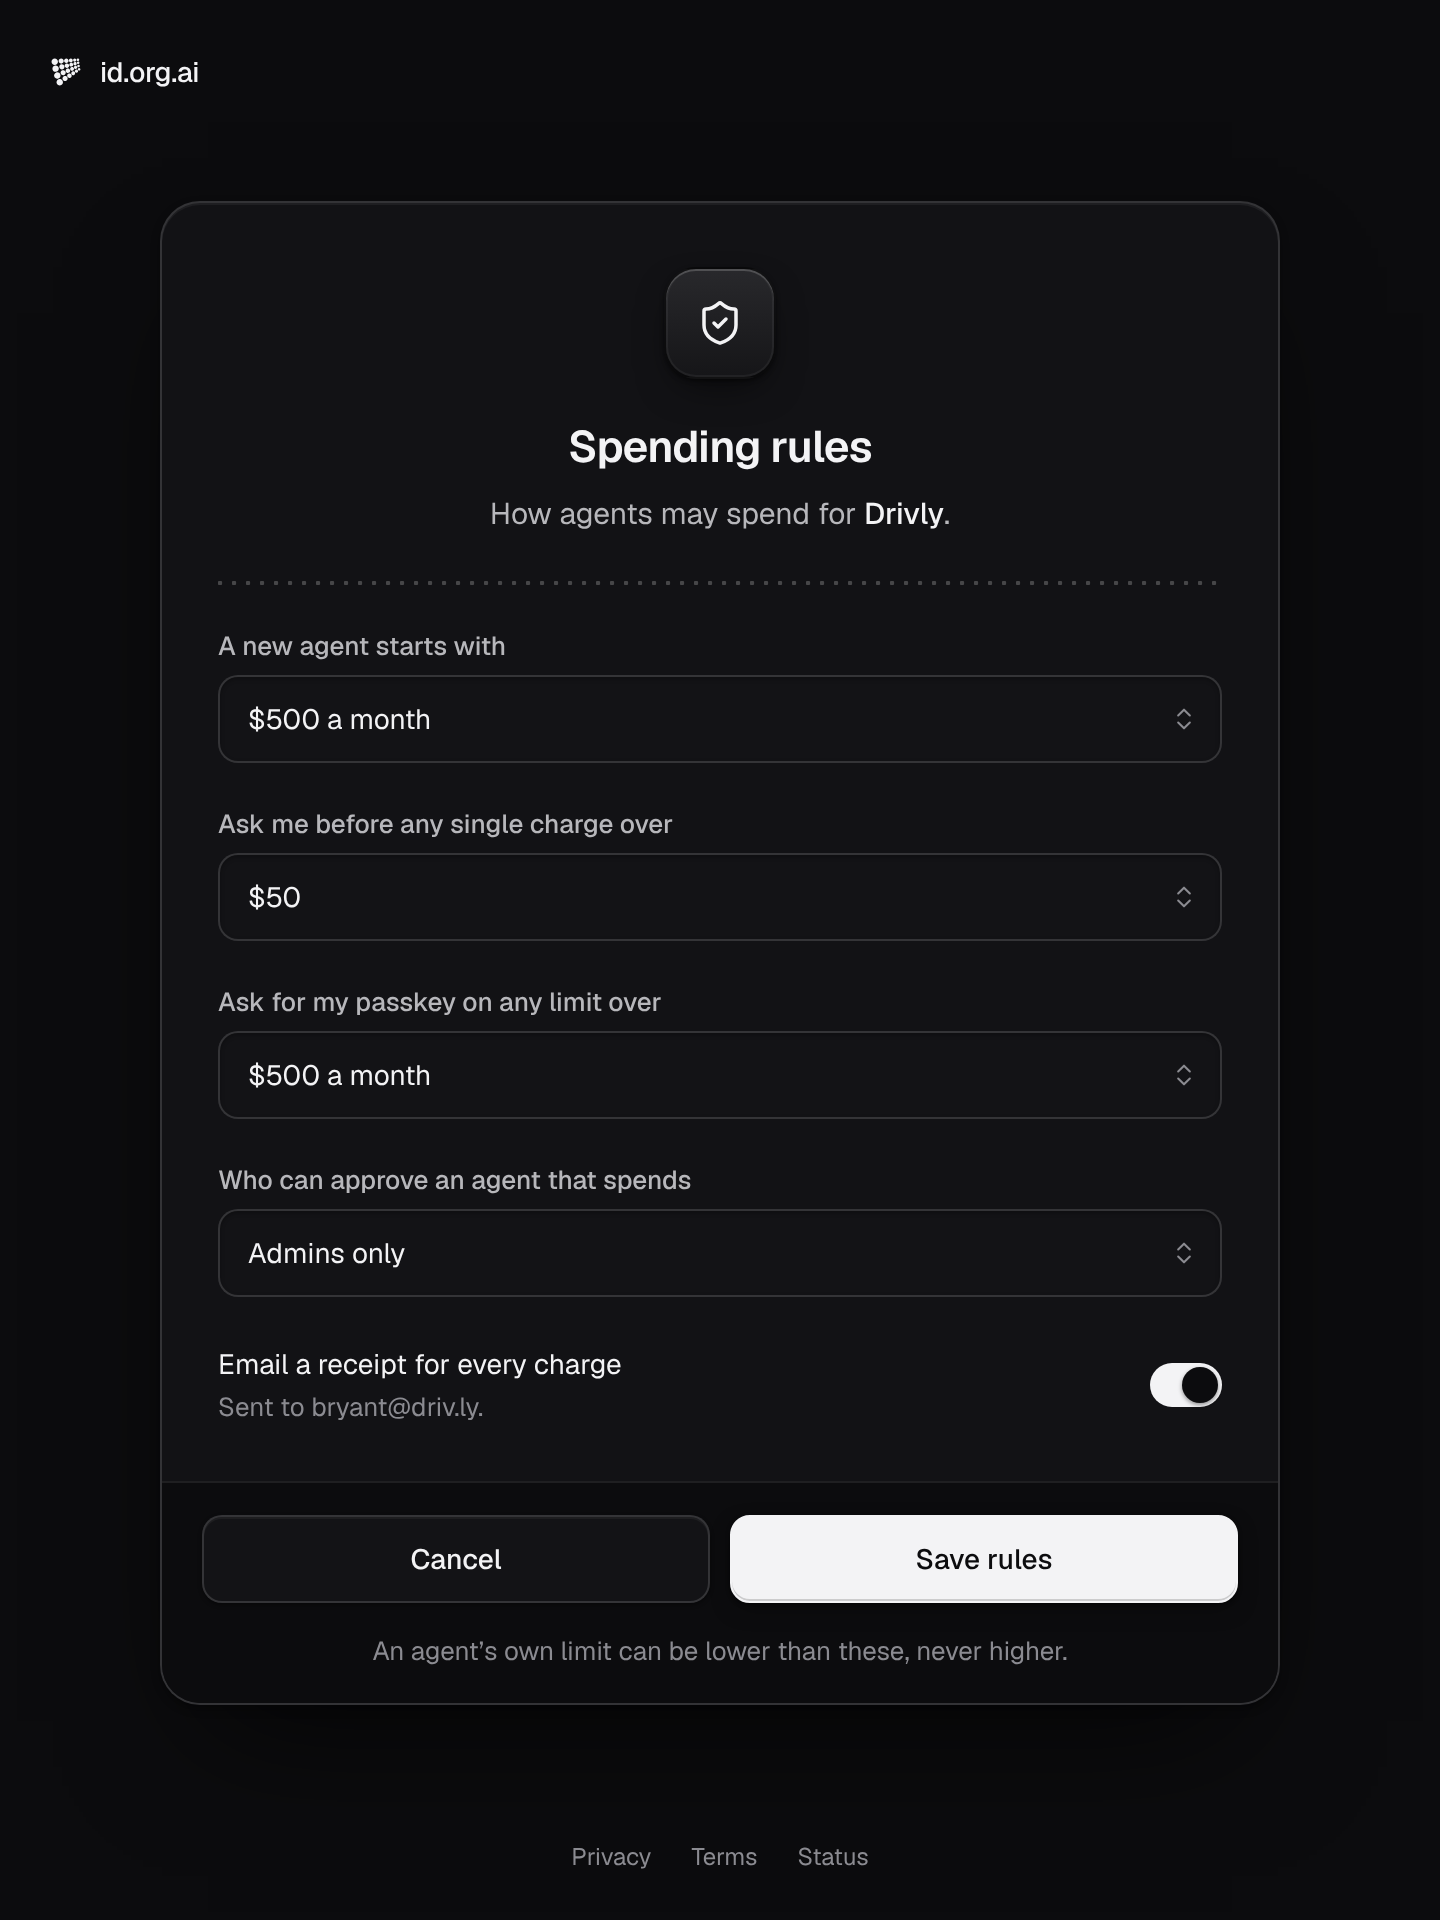 id.org.ai
Spending rules
How agents may spend for Drivly.
A new agent starts with
$500 a month
Ask me before any single charge over
$50
Ask for my passkey on any limit over
$500 a month
Who can approve an agent that spends
Admins only
Email a receipt for every charge
Sent to bryant@driv.ly.
Cancel
Save rules
An agent’s own limit can be lower than these, never higher.
Privacy
Terms
Status